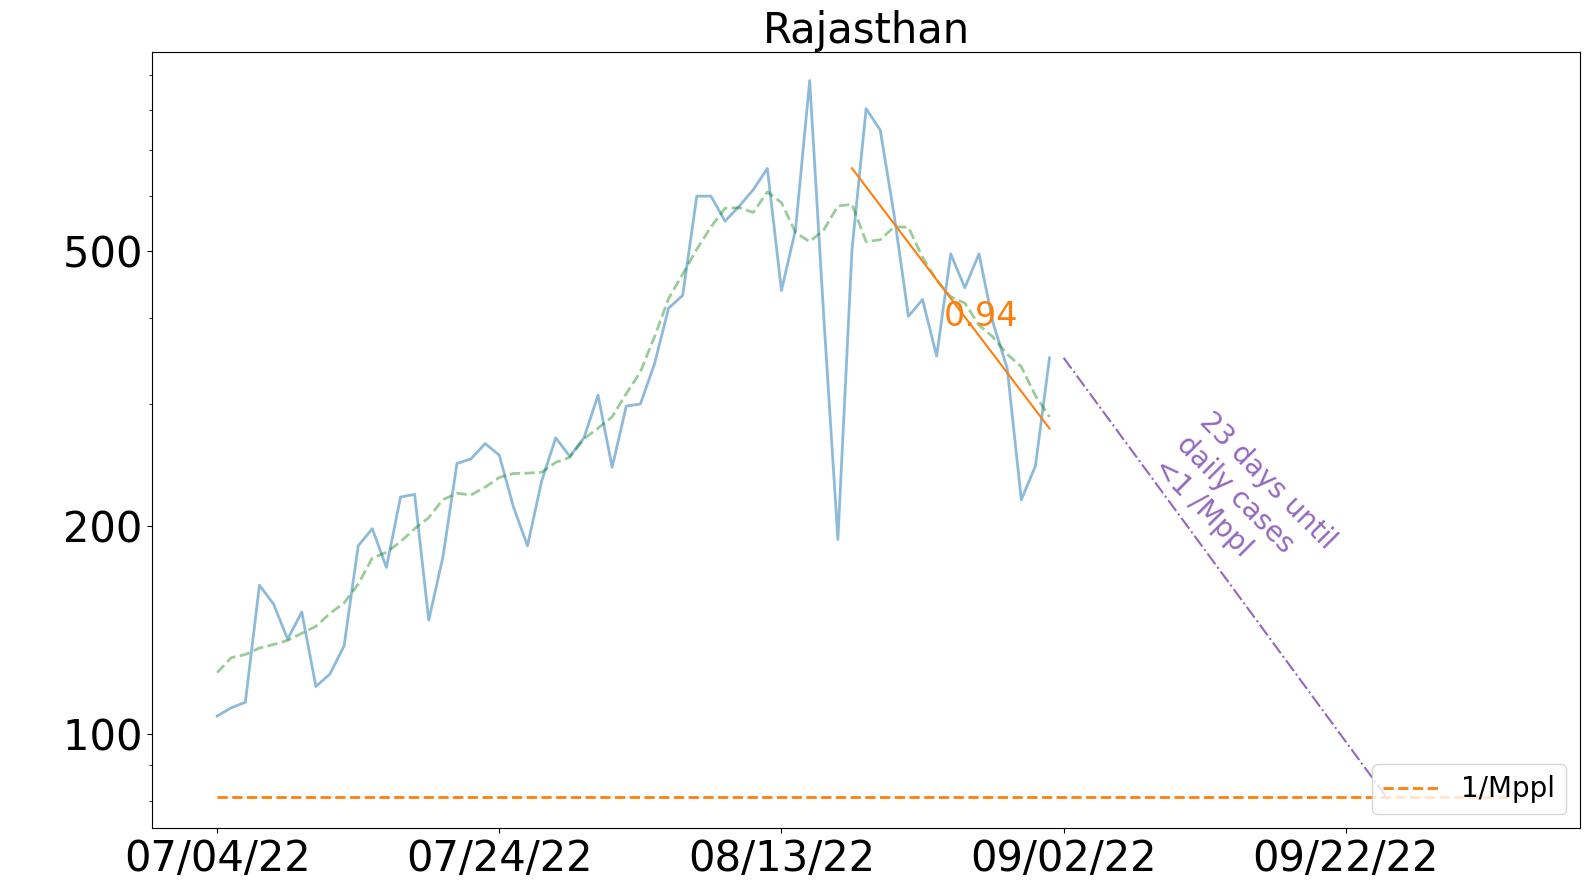 Rajasthan
500
200
100
0.94
23 days until
daily cases
<1 /Mppl
1/Mppl
07/04/22
07/24/22
08/13/22
09/02/22
09/22/22